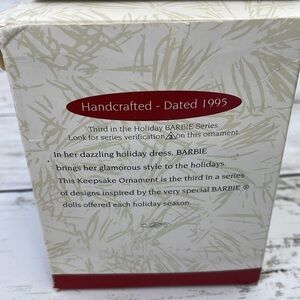 Handcrafted - Dated 1995
Third in the Holiday BARBIE Series
Look for series verification 3 on this ornament
In her dazzling holiday dress, BARBIE
brings her glamorous style to the holidays.
This Keepsake Ornament is the third in a series
of designs inspired by the very special BARBIE ®
dolls offered each holiday season.